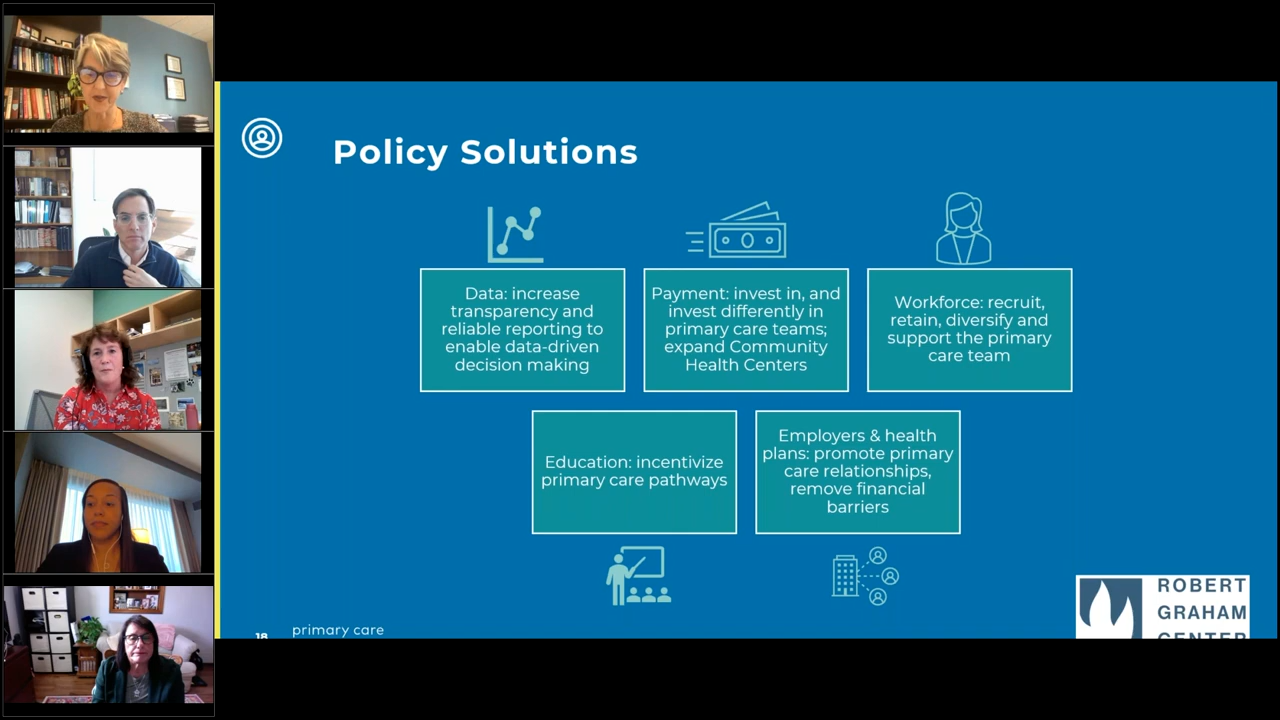 Policy Solutions
Data: increase
transparency and
reliable reporting to
enable data-driven
decision making
Payment: invest in, and
invest differently in
primary care teams;
expand Community
Health Centers
Workforce: recruit,
retain, diversify and
support the primary
care team
Education: incentivize
primary care pathways
Employers & health
plans: promote primary
care relationships,
remove financial
barriers
18
primary care
ROBERT
GRAHAM
CENTER